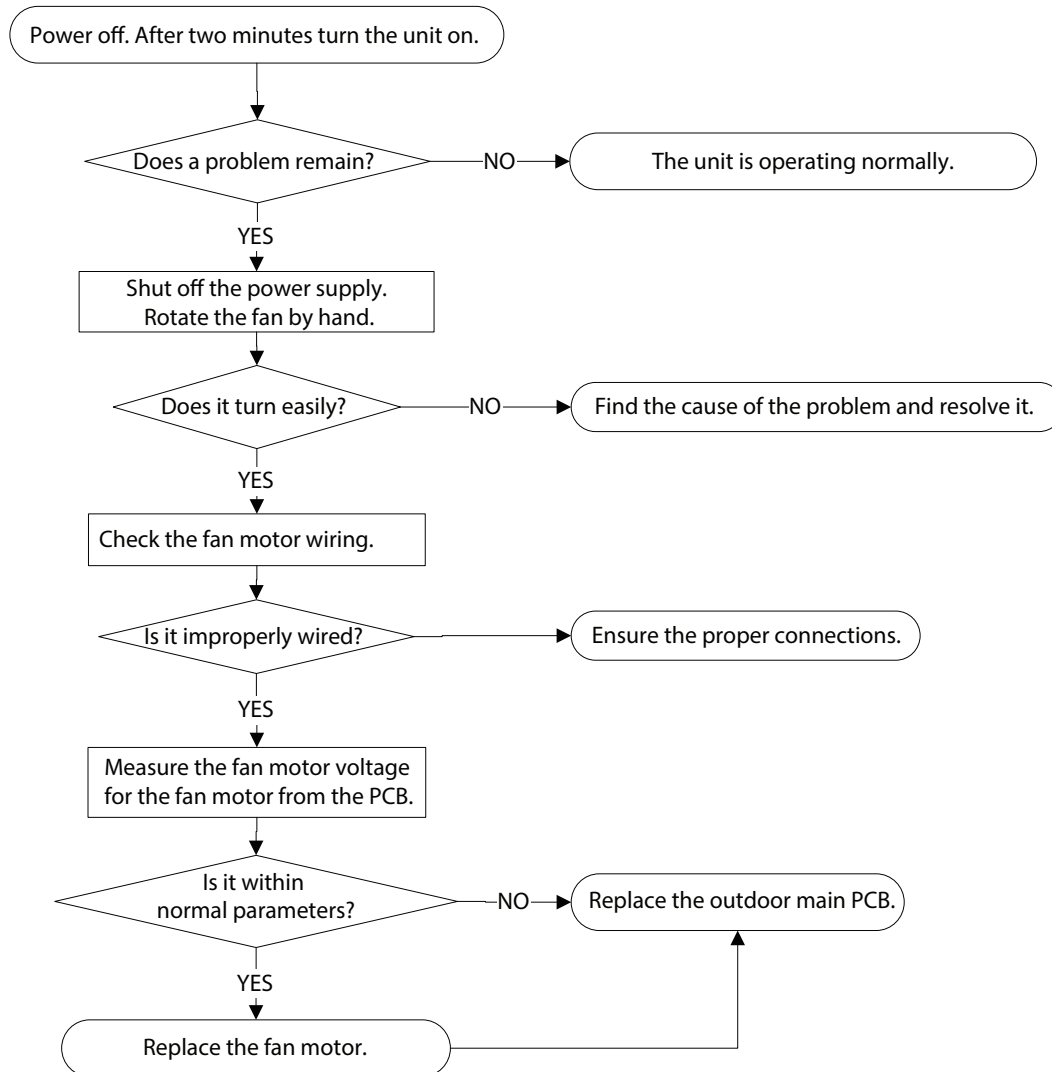 Power off. After two minutes turn the unit on.
Does a problem remain?
NO
The unit is operating normally.
YES
Shut off the power supply.
Rotate the fan by hand.
Does it turn easily?
NO
Find the cause of the problem and resolve it.
YES
Check the fan motor wiring.
Is it improperly wired?
Ensure the proper connections.
YES
Measure the fan motor voltage
for the fan motor from the PCB.
Is it within
normal parameters?
NO
Replace the outdoor main PCB.
YES
Replace the fan motor.